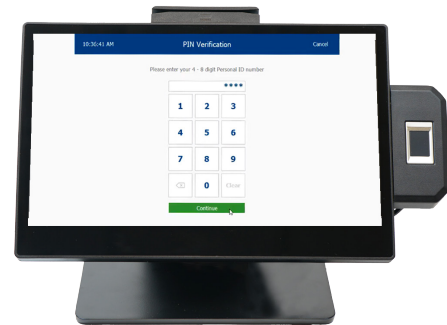 10:36:41 AM PIN Verification Cancel
Please enter your 4 - 8 digit Personal ID number
••••
1 2 3
4 5 6
7 8 9
0 Clear
Continue